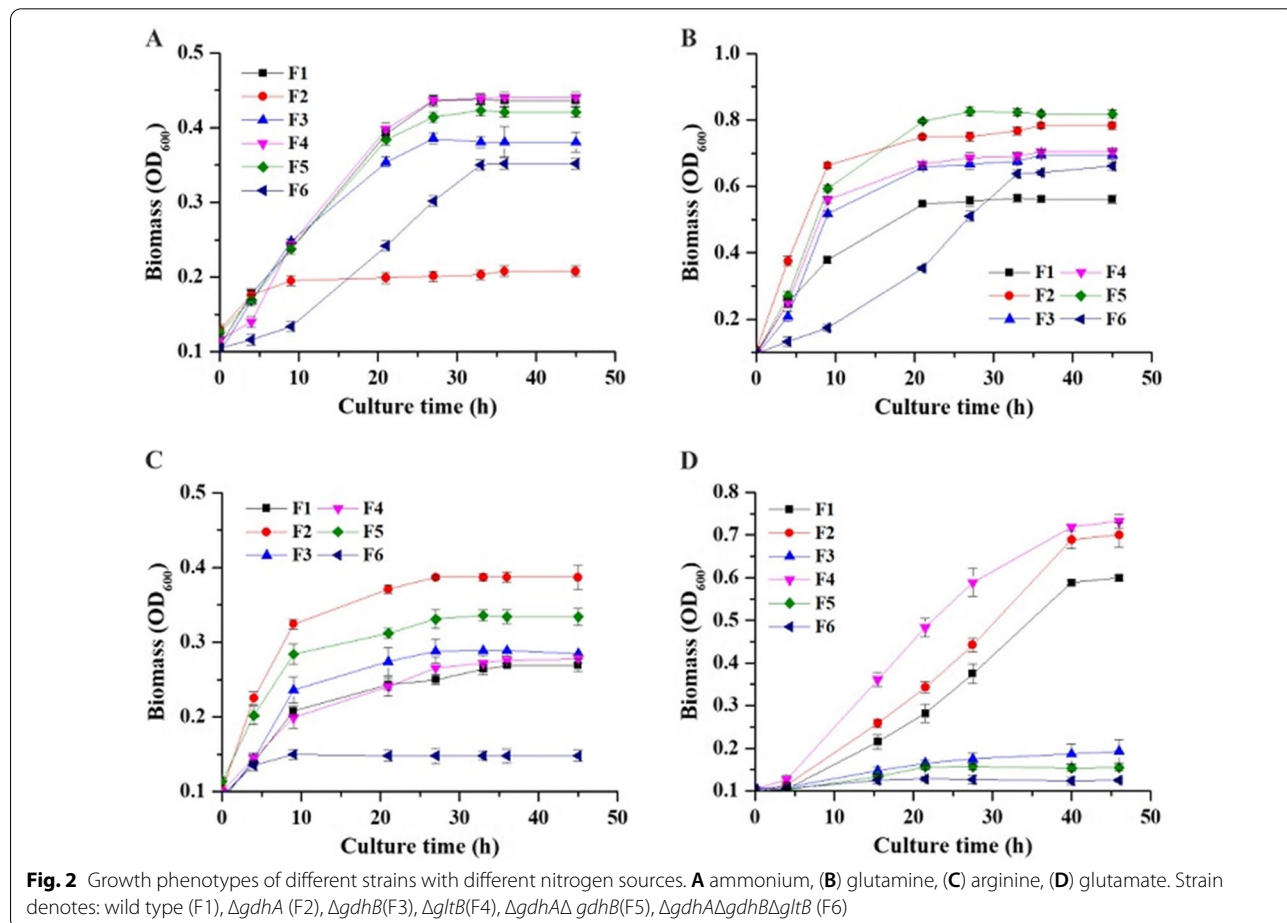 A
B
0.5
0.4
0.3
0.2
0.1
Biomass (OD600)
F1
F2
F3
F4
F5
F6
0 10 20 30 40 50
Culture time (h)
1.0
0.8
0.6
0.4
0.2
Biomass (OD600)
F1 F4
F2 F5
F3 F6
0 10 20 30 40 50
Culture time (h)
C
D
0.5
0.4
0.3
0.2
0.1
Biomass (OD600)
F1 F4
F2 F5
F3 F6
0 10 20 30 40 50
Culture time (h)
0.8
0.7
0.6
0.5
0.4
0.3
0.2
0.1
Biomass (OD600)
F1
F2
F3
F4
F5
F6
0 10 20 30 40 50
Culture time (h)
Fig. 2 Growth phenotypes of different strains with different nitrogen sources. A ammonium, (B) glutamine, (C) arginine, (D) glutamate. Strain
denotes: wild type (F1), ΔgdhA (F2), ΔgdhB(F3), ΔgltB(F4), ΔgdhAΔ gdhB(F5), ΔgdhAΔgdhBΔgltB (F6)